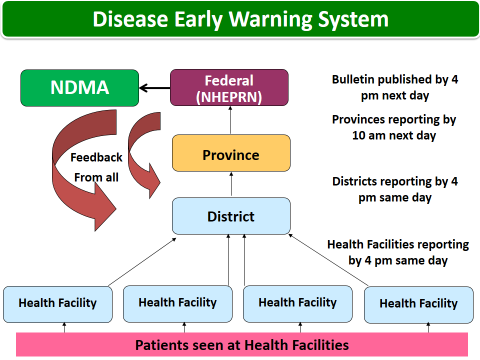 Disease Early Warning System
NDMA
Federal
(NHEPRN)
Bulletin published by 4
pm next day
Provinces reporting by
10 am next day
Feedback
From all
Province
Districts reporting by 4
pm same day
District
Health Facilities reporting
by 4 pm same day
Health Facility
Health Facility
Health Facility
Health Facility
Patients seen at Health Facilities